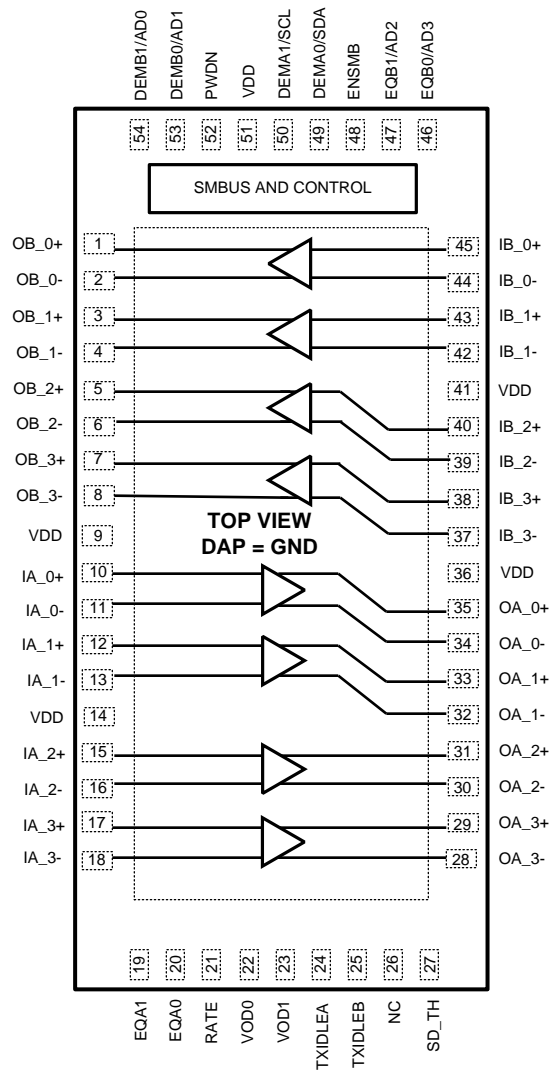 DEMB1/AD0
DEMB0/AD1
PWDN
VDD
DEMA1/SCL
DEMA0/SDA
ENSMB
EQB1/AD2
EQB0/AD3
54
53
52
51
50
49
48
47
46
SMBUS AND CONTROL
OB_0+ 1 45 IB_0+
OB_0- 2 44 IB_0-
OB_1+ 3 43 IB_1+
OB_1- 4 42 IB_1-
OB_2+ 5 41 VDD
OB_2- 6 40 IB_2+
OB_3+ 7 39 IB_2-
OB_3- 8 38 IB_3+
TOP VIEW
VDD 9 37 IB_3-
DAP = GND
IA_0+ 10 36 VDD
IA_0- 11 35 OA_0+
IA_1+ 12 34 OA_0-
IA_1- 13 33 OA_1+
VDD 14 32 OA_1-
IA_2+ 15 31 OA_2+
IA_2- 16 30 OA_2-
IA_3+ 17 29 OA_3+
IA_3- 18 28 OA_3-
19
20
21
22
23
24
25
26
27
EQA1
EQA0
RATE
VOD0
VOD1
TXIDLEA
TXIDLEB
NC
SD_TH